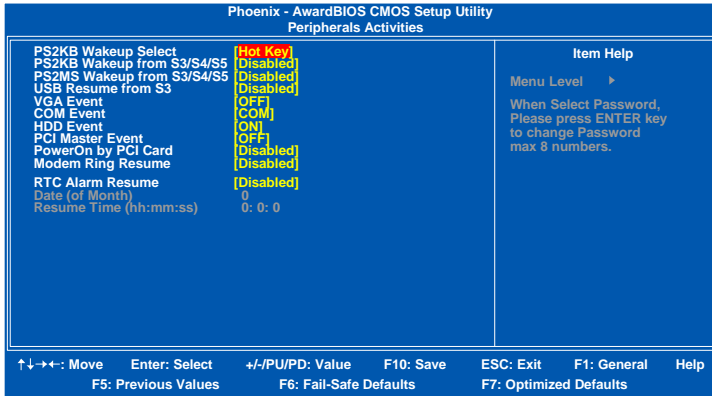 Phoenix - AwardBIOS CMOS Setup Utility
Peripherals Activities
PS2KB Wakeup Select [Hot Key]
PS2KB Wakeup from S3/S4/S5 [Disabled]
PS2MS Wakeup from S3/S4/S5 [Disabled]
USB Resume from S3 [Disabled]
VGA Event [OFF]
COM Event [COM]
HDD Event [ON]
PCI Master Event [OFF]
PowerOn by PCI Card [Disabled]
Modem Ring Resume [Disabled]
RTC Alarm Resume [Disabled]
Date (of Month) 0
Resume Time (hh:mm:ss) 0: 0: 0
Item Help
Menu Level
When Select Password,
Please press ENTER key
to change Password
max 8 numbers.
↑↓→←: Move Enter: Select +/-/PU/PD: Value F10: Save ESC: Exit F1: General Help
F5: Previous Values F6: Fail-Safe Defaults F7: Optimized Defaults